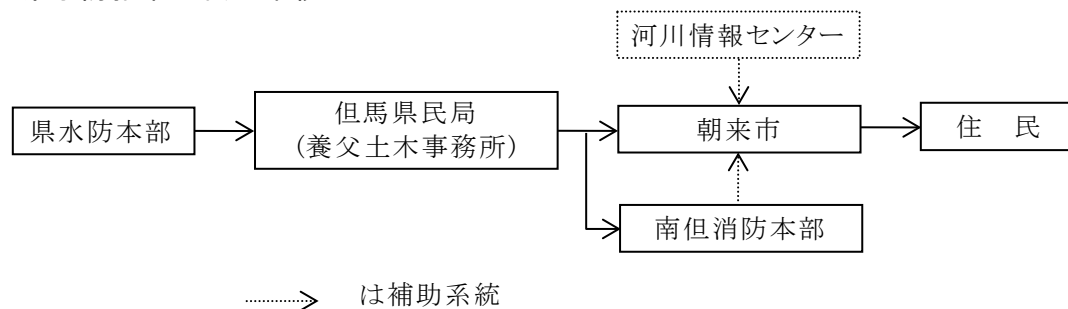 河川情報センター
県水防本部
但馬県民局
(養父土木事務所)
朝来市
住　民
南但消防本部
は補助系統